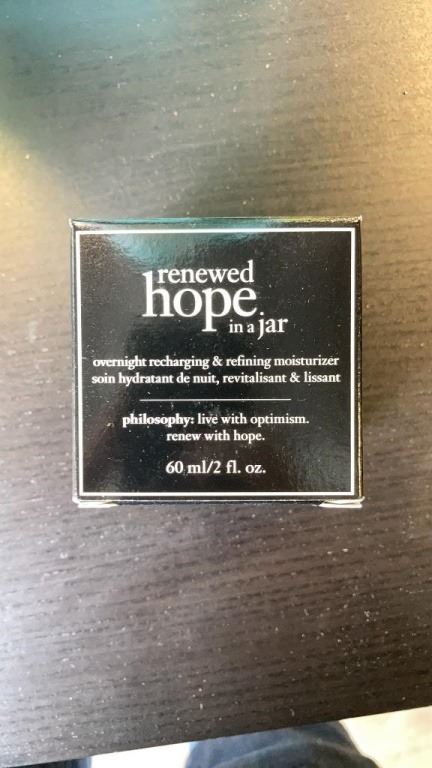 renewed
hope
in a jar
overnight recharging & refining moisturizer
soin hydratant de nuit, revitalisant & lissant
philosophy: live with optimism.
renew with hope.
60 ml/2 fl. oz.